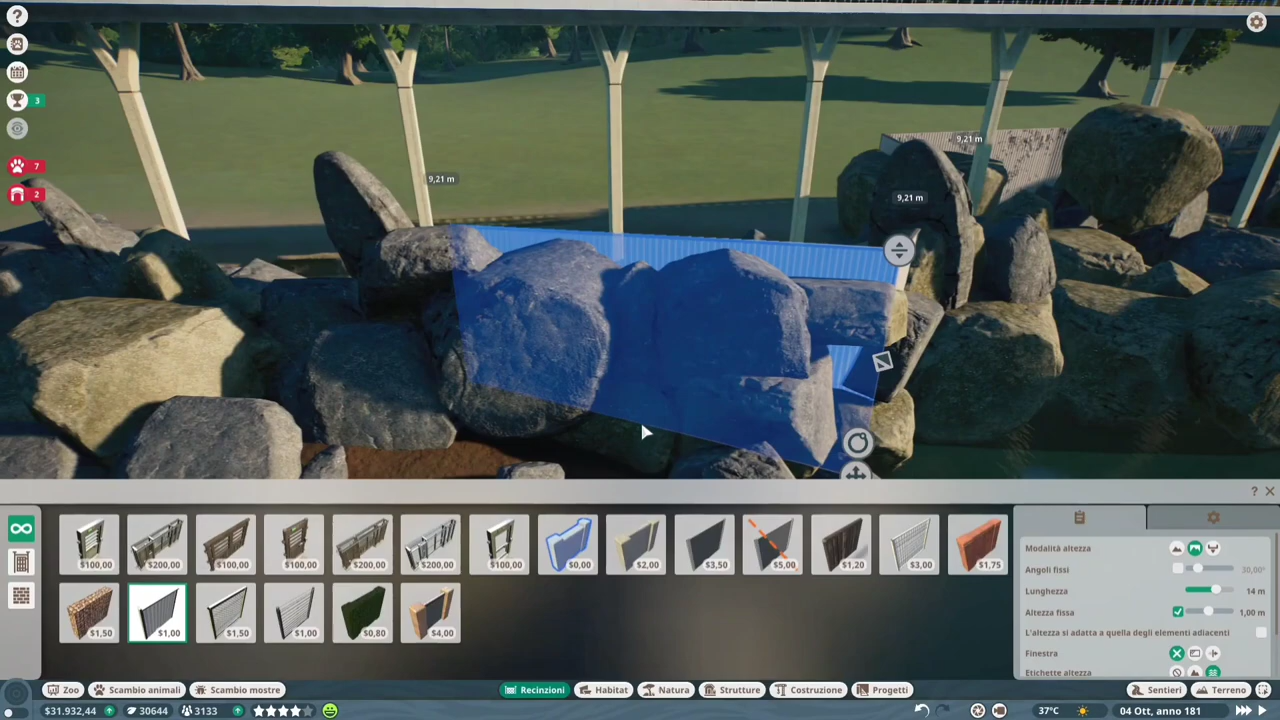 ?
3
7
2
9,21 m
9,21 m
9,21 m
?
$100,00 $200,00 $100,00 $100,00 $200,00 $200,00 $100,00 $0,00 $2,00 $3,50 $5,00 $1,20 $3,00 $1,75
$1,50 $1,00 $1,50 $1,00 $0,80 $4,00
Modalità altezza
Angoli fissi 30,00°
Lunghezza 14 m
Altezza fissa 1,00 m
L'altezza si adatta a quella degli elementi adiacenti
Finestra
Etichette altezza
Zoo Scambio animali Scambio mostre Recinzioni Habitat Natura Strutture Costruzione Progetti Sentieri Terreno
$31.932,44 30644 3133 37°C 04 Ott, anno 181